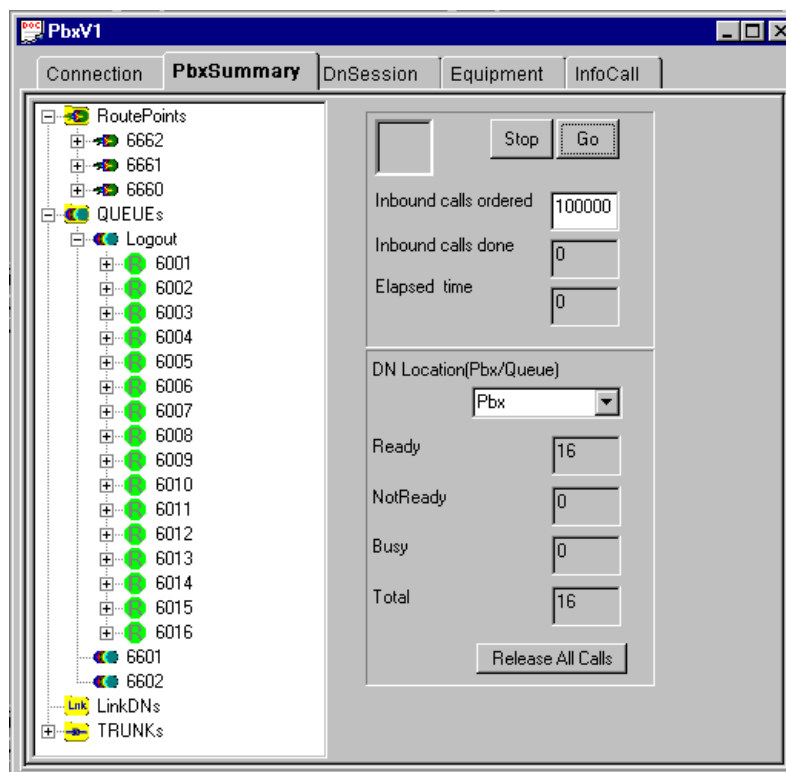 DOC PbxV1
Connection PbxSummary DnSession Equipment InfoCall
RoutePoints
6662
6661
6660
QUEUEs
Logout
R 6001
R 6002
R 6003
R 6004
R 6005
R 6006
R 6007
R 6008
R 6009
R 6010
R 6011
R 6012
R 6013
R 6014
R 6015
R 6016
6601
6602
Lnk LinkDNs
TRUNKs
Stop Go
Inbound calls ordered 100000
Inbound calls done 0
Elapsed time 0
DN Location(Pbx/Queue)
Pbx
Ready 16
NotReady 0
Busy 0
Total 16
Release All Calls